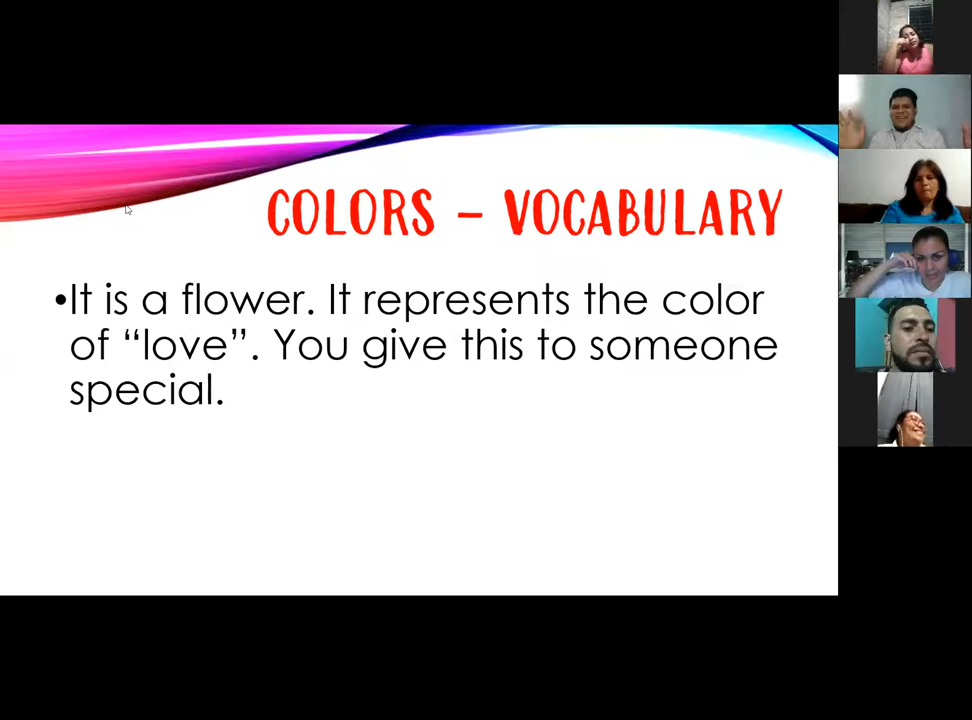 COLORS – VOCABULARY
•It is a flower. It represents the color
of “love”. You give this to someone
special.